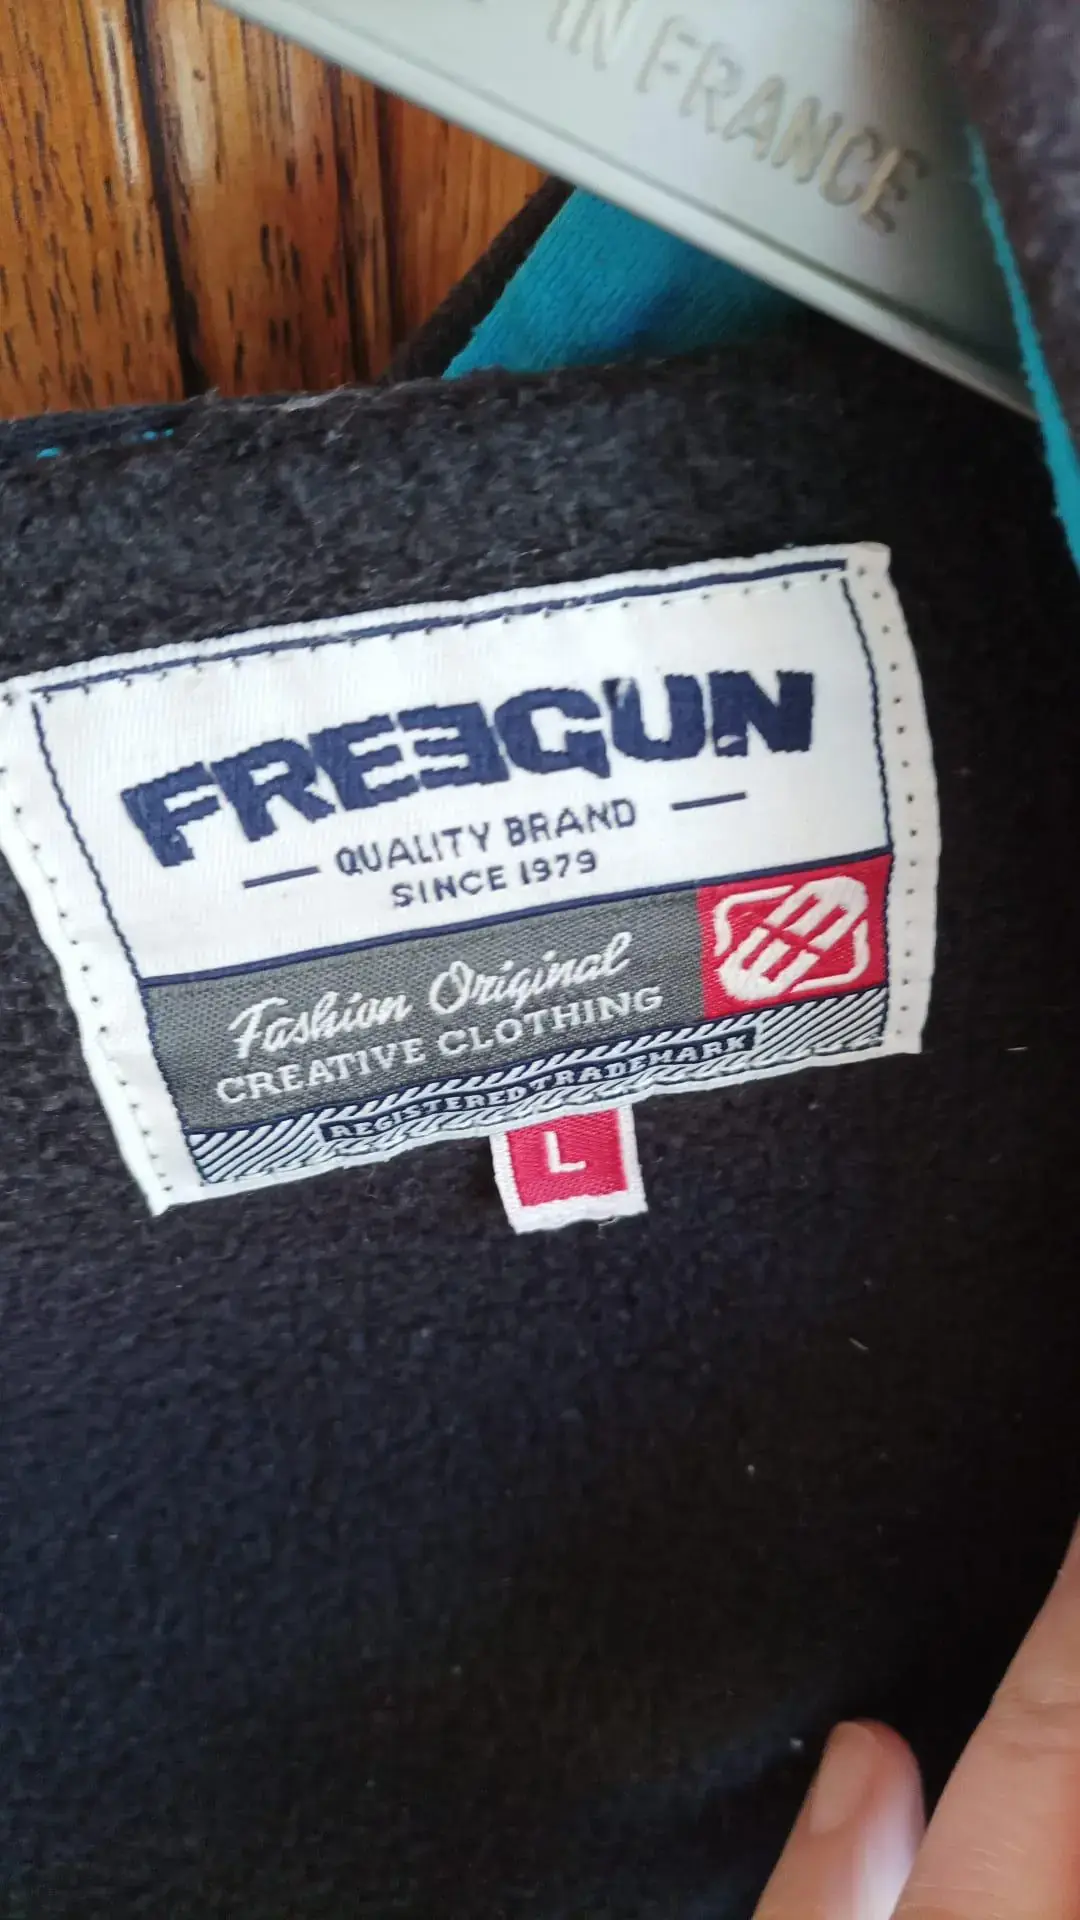 IN FRANCE
FREEGUN
QUALITY BRAND
SINCE 1979
Fashion Original
CREATIVE CLOTHING
REGISTERED TRADEMARK
L